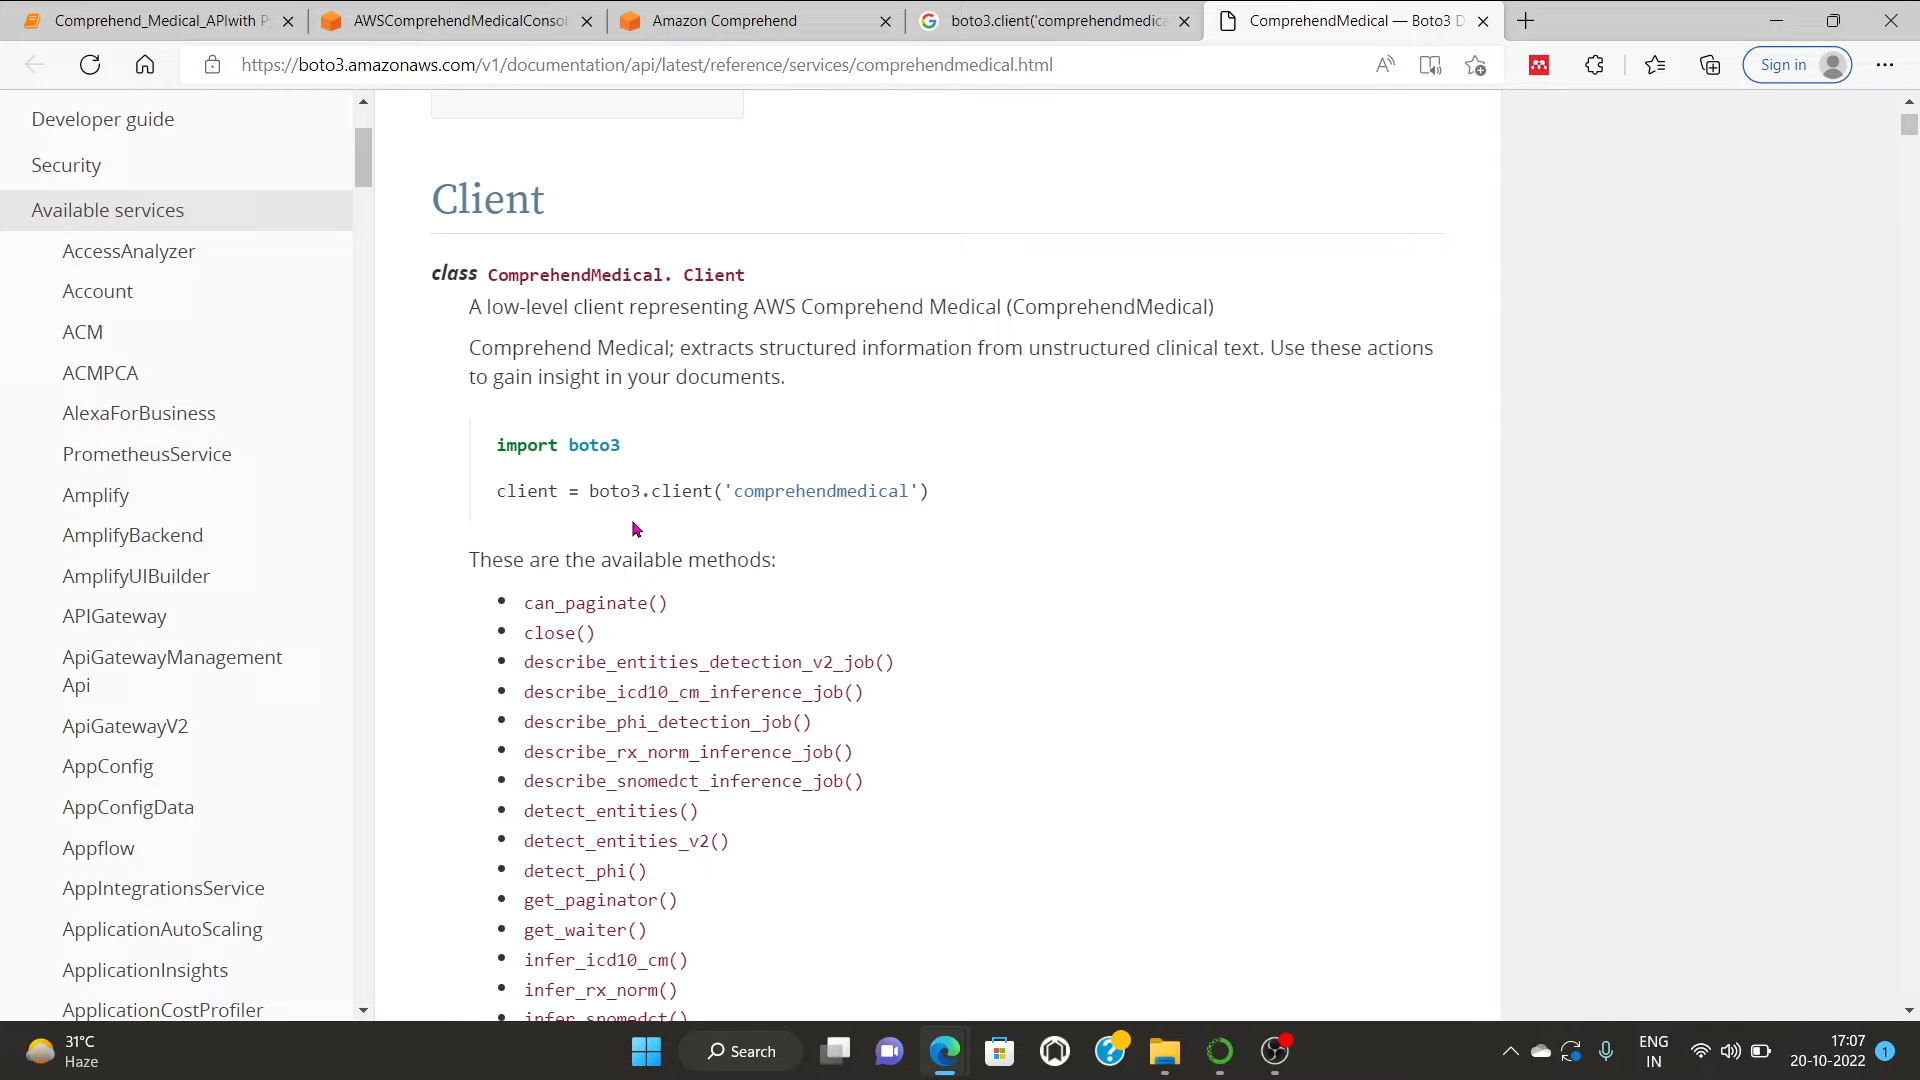 Comprehend_Medical_APIwith P
AWSComprehendMedicalConsol
Amazon Comprehend
boto3.client('comprehendmedica
ComprehendMedical — Boto3 D
https://boto3.amazonaws.com/v1/documentation/api/latest/reference/services/comprehendmedical.html
Sign in
Developer guide
Security
Available services
AccessAnalyzer
Account
ACM
ACMPCA
AlexaForBusiness
PrometheusService
Amplify
AmplifyBackend
AmplifyUIBuilder
APIGateway
ApiGatewayManagement
Api
ApiGatewayV2
AppConfig
AppConfigData
Appflow
AppIntegrationsService
ApplicationAutoScaling
ApplicationInsights
ApplicationCostProfiler
Client
class ComprehendMedical. Client
A low-level client representing AWS Comprehend Medical (ComprehendMedical)
Comprehend Medical; extracts structured information from unstructured clinical text. Use these actions
to gain insight in your documents.
import boto3
client = boto3.client('comprehendmedical')
These are the available methods:
can_paginate()
close()
describe_entities_detection_v2_job()
describe_icd10_cm_inference_job()
describe_phi_detection_job()
describe_rx_norm_inference_job()
describe_snomedct_inference_job()
detect_entities()
detect_entities_v2()
detect_phi()
get_paginator()
get_waiter()
infer_icd10_cm()
infer_rx_norm()
infer_snomedct()
31°C
Haze
Search
ENG
IN
17:07
20-10-2022
1